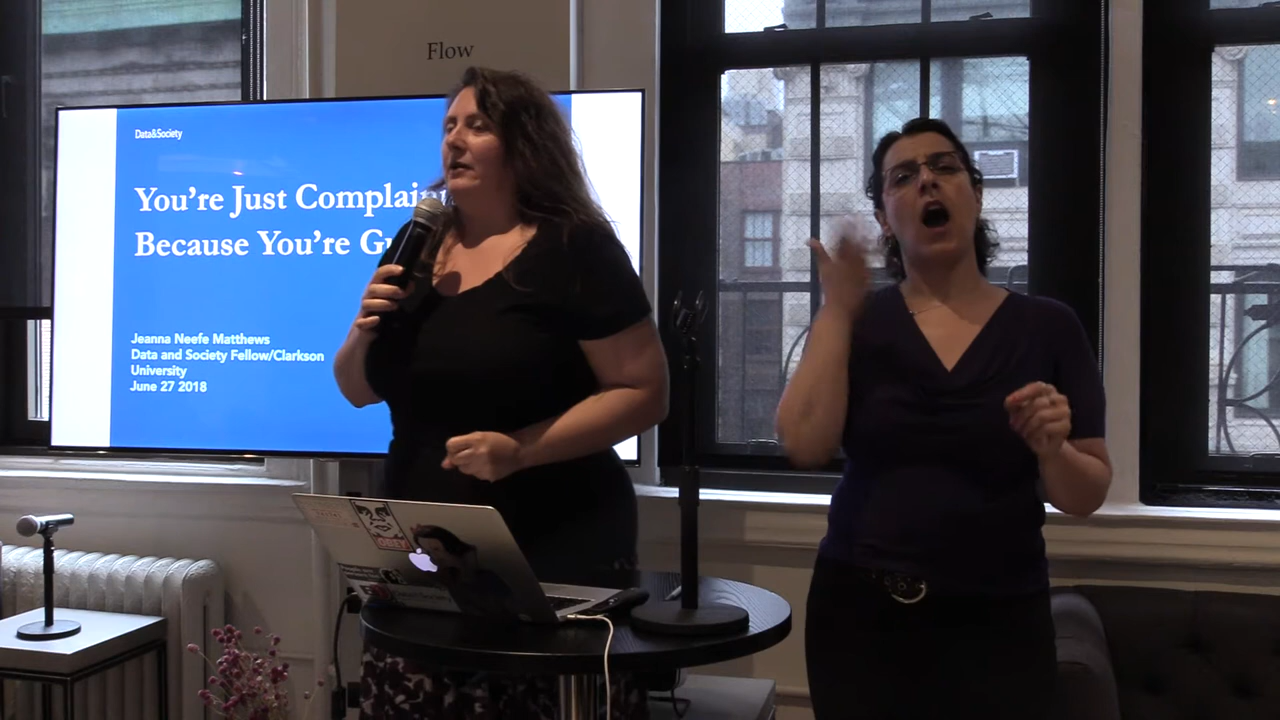 Flow
Data&Society
You're Just Complain
Because You're G
Jeanna Neefe Matthews
Data and Society Fellow/Clarkson
University
June 27 2018
OBEY